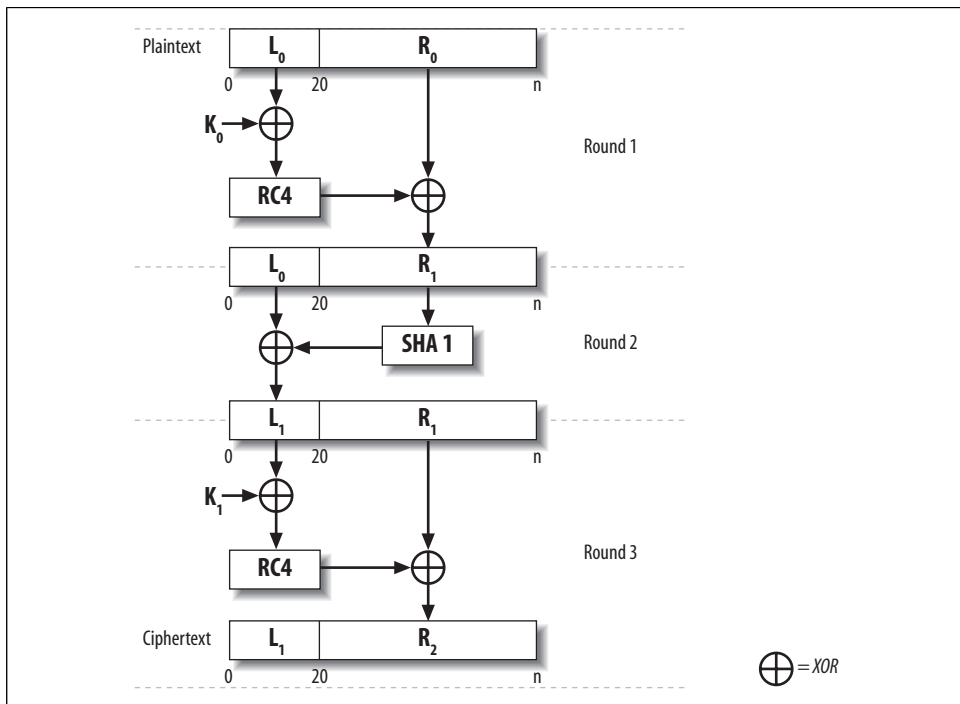 Plaintext L₀ R₀
0 20 n
K₀
Round 1
RC4
L₀ R₁
0 20 n
SHA 1 Round 2
L₁ R₁
0 20 n
K₁
RC4 Round 3
Ciphertext L₁ R₂
0 20 n
= XOR